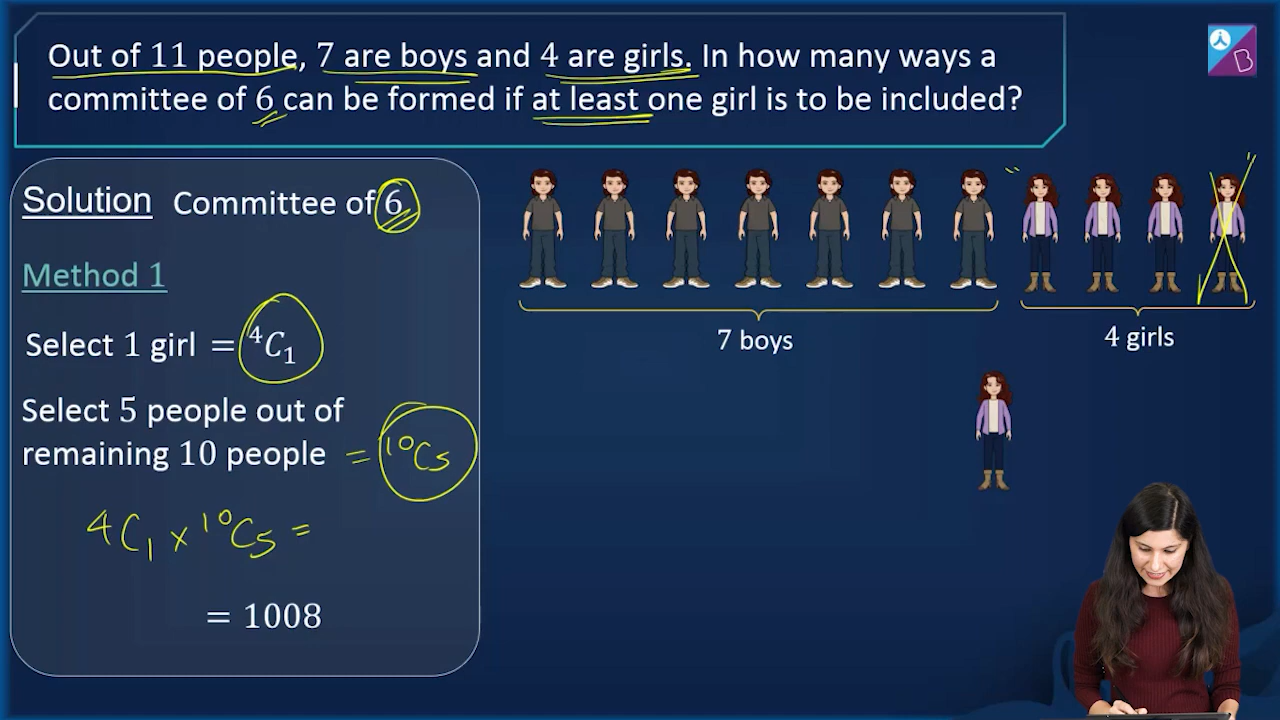 Out of 11 people, 7 are boys and 4 are girls. In how many ways a
committee of 6 can be formed if at least one girl is to be included?
Solution Committee of 6
Method 1
Select 1 girl = ⁴C₁
Select 5 people out of
remaining 10 people = ¹⁰C₅
⁴C₁ × ¹⁰C₅ =
= 1008
7 boys
4 girls
B